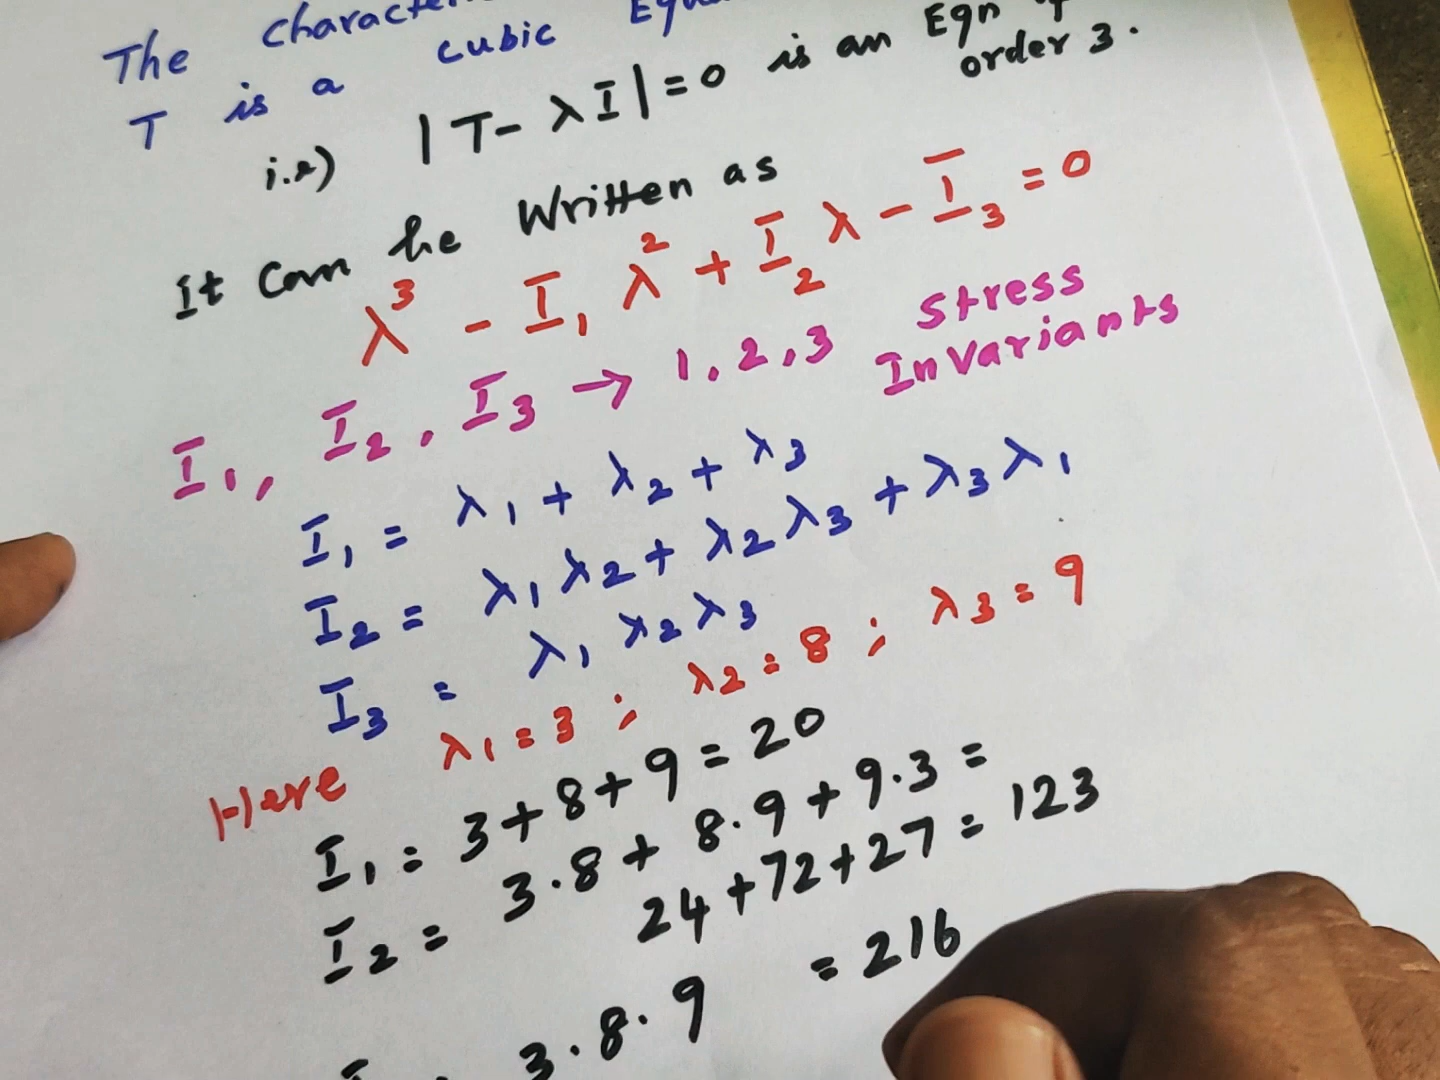 The
T is a cubic
i.e) |T-λI|=0 is an Eqn
order 3.
It Can be Written as
λ³ - I₁ λ² + I₂ λ - I₃ = 0
I₁, I₂, I₃ → 1, 2, 3 Stress
Invariants
I₁ = λ₁ + λ₂ + λ₃
I₂ = λ₁λ₂ + λ₂λ₃ + λ₃λ₁
I₃ = λ₁λ₂λ₃
Here λ₁=3 ; λ₂=8 ; λ₃=9
I₁ = 3+8+9 = 20
I₂ = 3.8 + 8.9 + 9.3 =
24+72+27 = 123
3.8.9 = 216